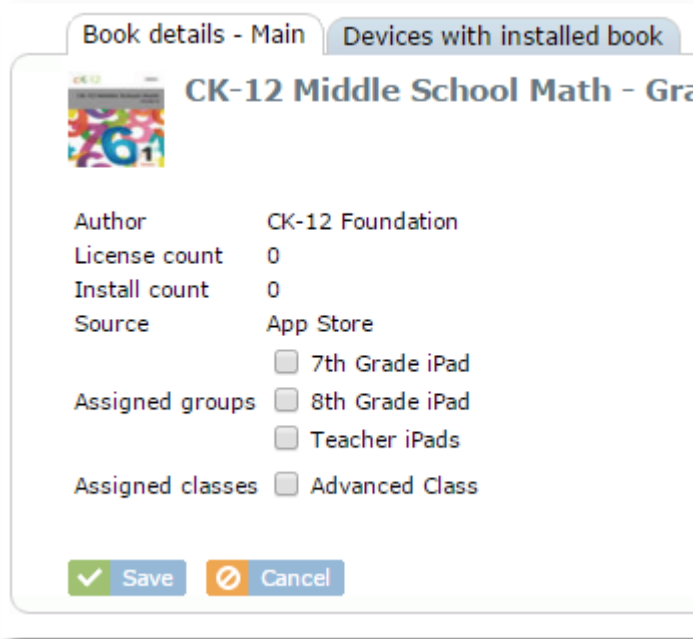 Book details - Main
Devices with installed book
CK-12 Middle School Math - Gra
Author CK-12 Foundation
License count 0
Install count 0
Source App Store
7th Grade iPad
Assigned groups 8th Grade iPad
Teacher iPads
Assigned classes Advanced Class
Save Cancel